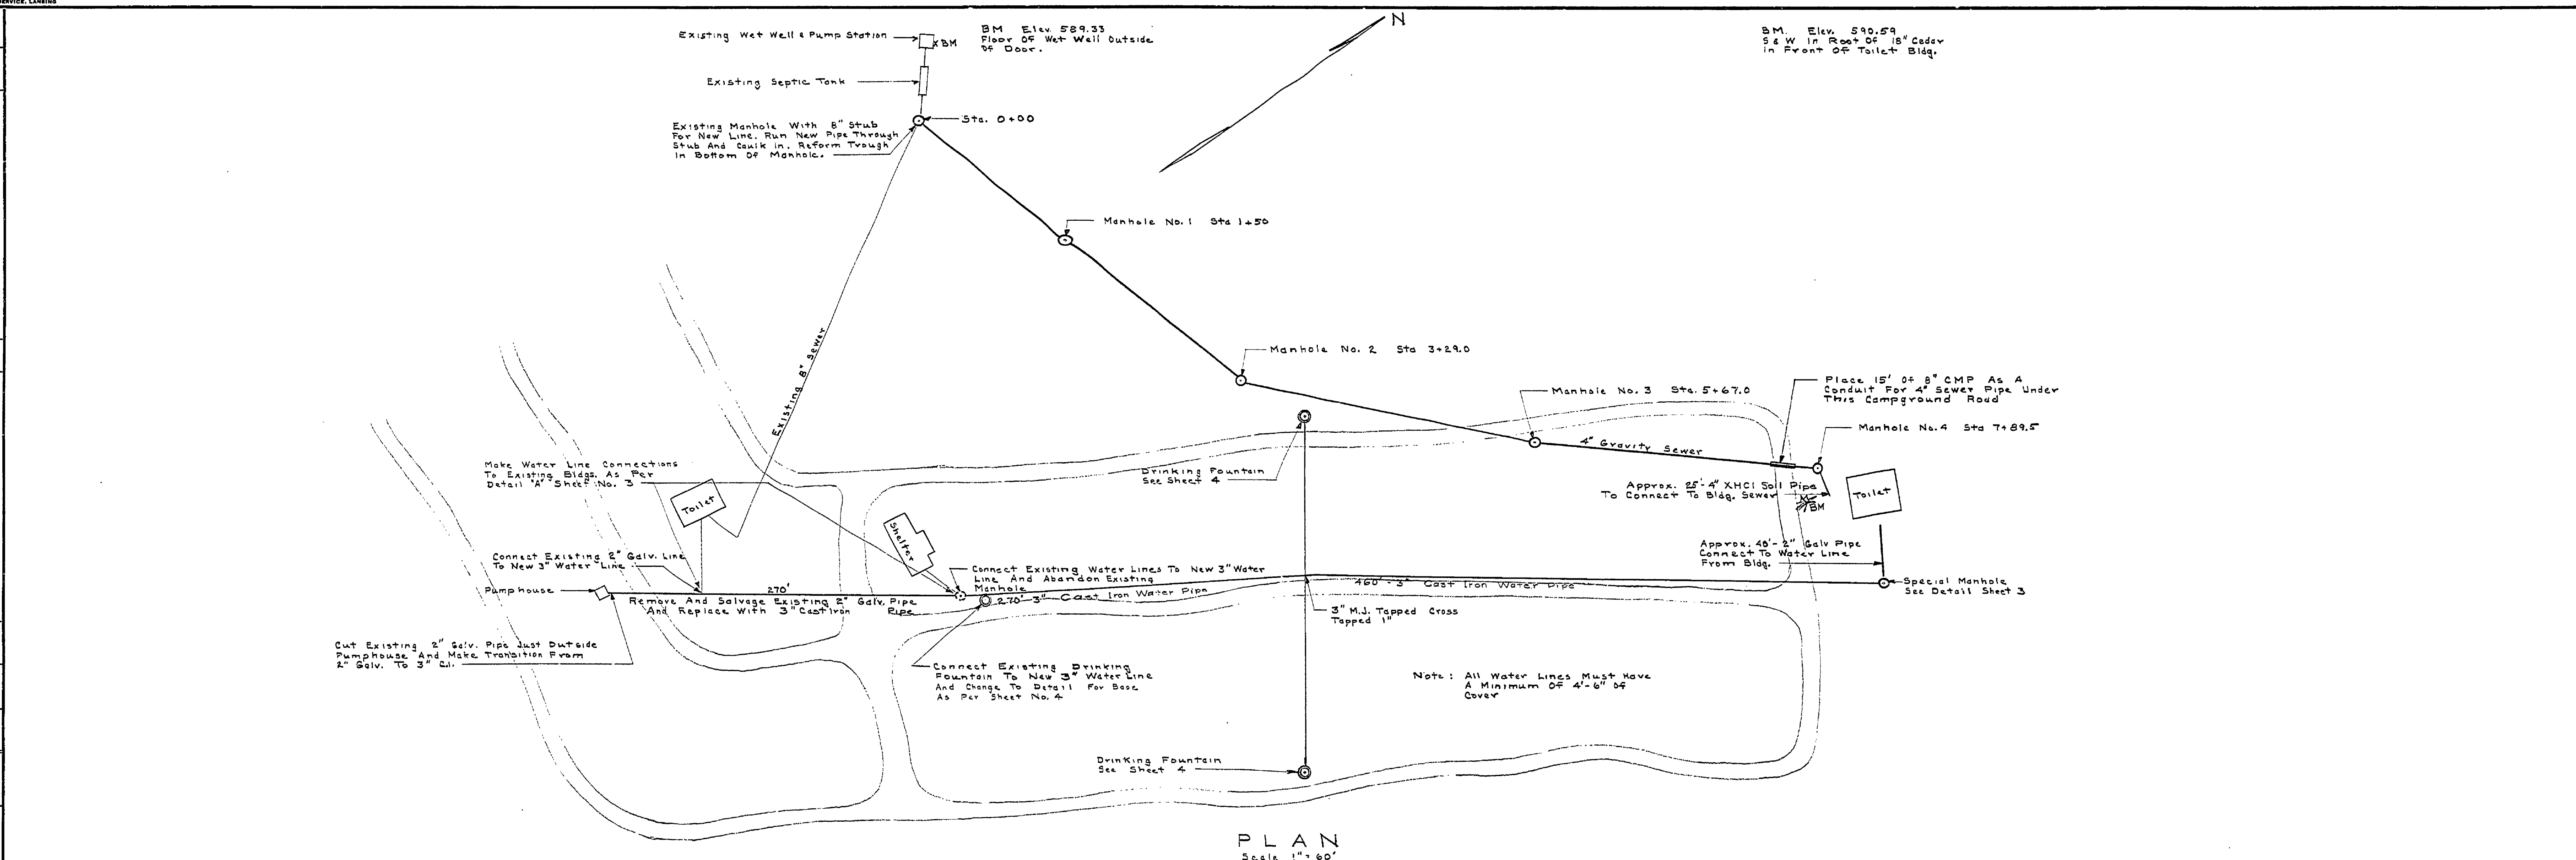 SERVICE, LANSING
Existing Wet Well & Pump Station
X BM
BM Elev. 589.33
Floor Of Wet Well Outside
Of Door.
N
BM. Elev. 590.59
S & W In Root Of 18" Cedar
In Front Of Toilet Bldg.
Existing Septic Tank
Sta. 0+00
Existing Manhole With 8" Stub
For New Line. Run New Pipe Through
Stub And Caulk In. Reform Trough
In Bottom Of Manhole.
Manhole No. 1 Sta 1+50
Existing 8" Sewer
Manhole No. 2 Sta 3+29.0
Manhole No. 3 Sta. 5+67.0
Place 15' Of 8" CMP As A
Conduit For 4" Sewer Pipe Under
This Campground Road
Manhole No. 4 Sta 7+89.5
4" Gravity Sewer
Make Water Line Connections
To Existing Bldgs. As Per
Detail "A" Sheet No. 3
Drinking Fountain
See Sheet 4
Approx. 25'-4" XHCI Soil Pipe
To Connect To Bldg. Sewer
BM
Toilet
Toilet
Shelter
Connect Existing 2" Galv. Line
To New 3" Water Line
Approx. 40'-2" Galv Pipe
Connect To Water Line
From Bldg.
Pumphouse
270'
Remove And Salvage Existing 2" Galv. Pipe
And Replace With 3" Cast Iron Pipe
Connect Existing Water Lines To New 3" Water
Line And Abandon Existing
Manhole
270'-3" Cast Iron Water Pipe
460'-3" Cast Iron Water Pipe
Special Manhole
See Detail Sheet 3
3" M.J. Tapped Cross
Tapped 1"
Cut Existing 2" Galv. Pipe Just Outside
Pumphouse And Make Transition From
2" Galv. To 3" C.I.
Connect Existing Drinking
Fountain To New 3" Water Line
And Change To Detail For Base
As Per Sheet No. 4
Note: All Water Lines Must Have
A Minimum Of 4'-6" Of
Cover
Drinking Fountain
See Sheet 4
PLAN
Scale 1" = 60'